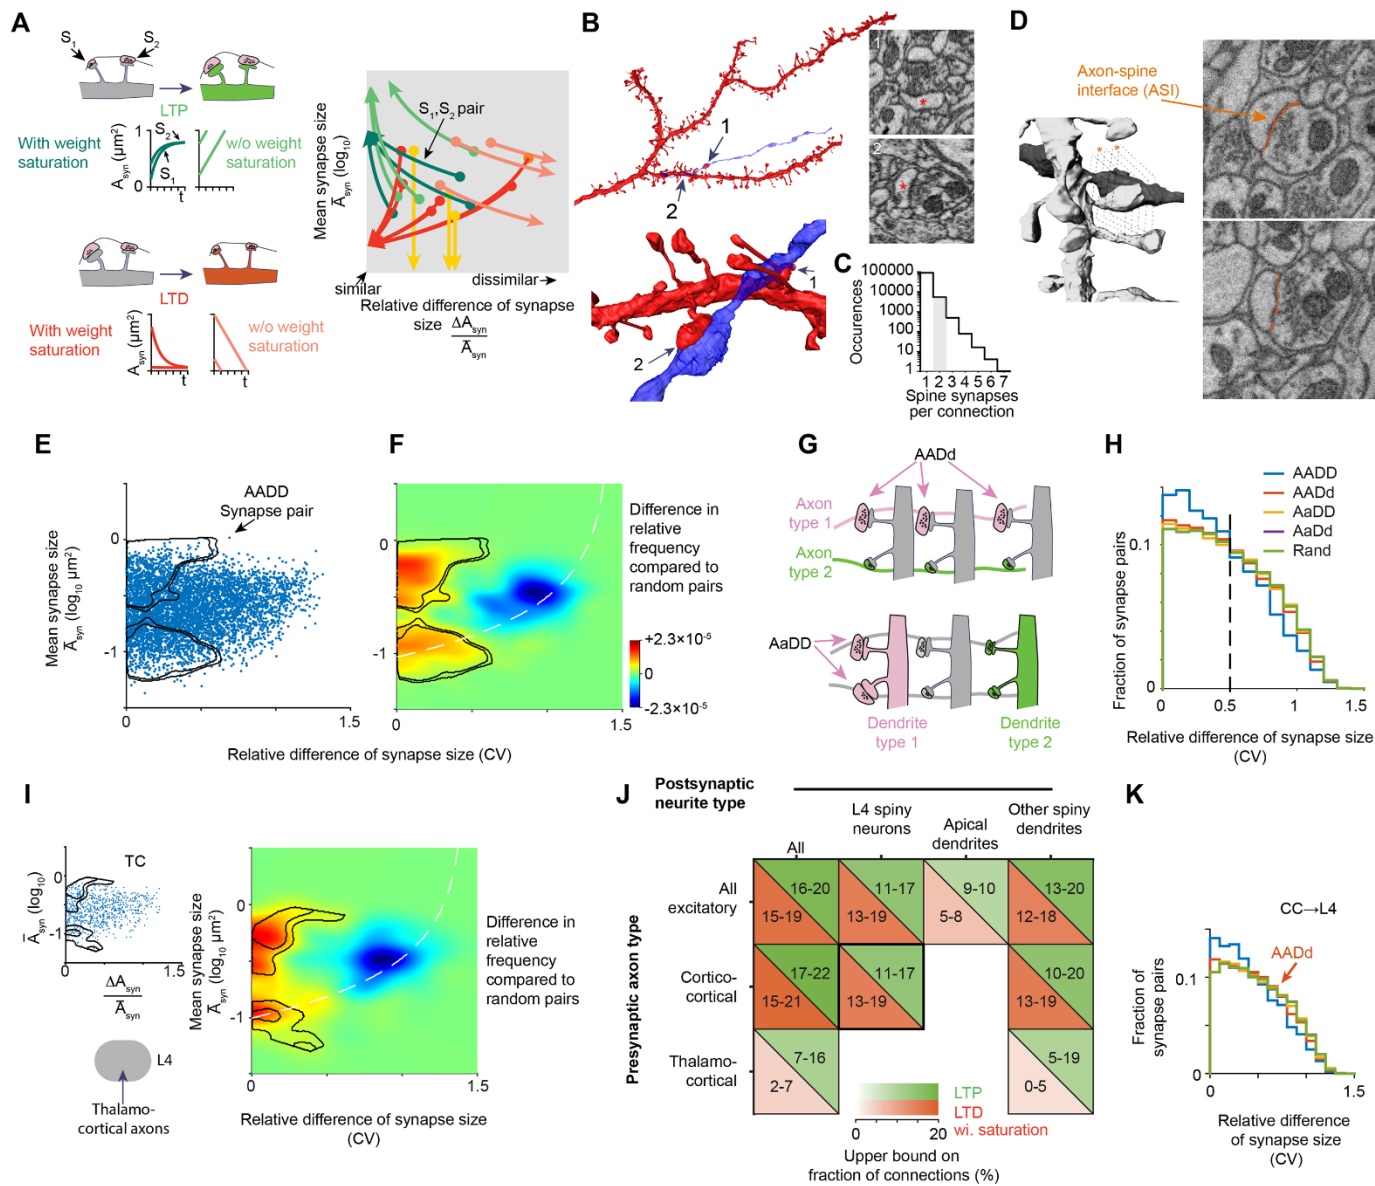 A
S1
S2
LTP
With weight
saturation
Asyn (μm²)
S2
S1
t
w/o weight
saturation
t
LTD
With weight
saturation
Asyn (μm²)
t
w/o weight
saturation
t
Mean synapse size
Āsyn (log10)
S1,S2 pair
similar
dissimilar
Relative difference of synapse
size ΔAsyn
Āsyn
B
1
2
1
2
1
*
2
*
C
Occurences
100000
10000
1000
100
10
1
1 2 3 4 5 6 7
Spine synapses
per connection
D
Axon-spine
interface (ASI)
* *
E
AADD
Synapse pair
Mean synapse size
Āsyn (log10 μm²)
0
-1
0
1.5
Relative difference of synapse size (CV)
F
0
-1
0
1.5
Difference in
relative
frequency
compared to
random pairs
+2.3×10-5
0
-2.3×10-5
G
AADd
Axon
type 1
Axon
type 2
AaDD
Dendrite
type 1
Dendrite
type 2
H
Fraction of synapse pairs
0.1
0
0 0.5 1 1.5
AADD
AADd
AaDD
AaDd
Rand
Relative difference of synapse size
(CV)
I
TC
Āsyn (log10)
0
-1
0
1.5
ΔAsyn
Āsyn
L4
Thalamo-
cortical axons
Mean synapse size
Āsyn (log10 μm²)
0
-1
0
1.5
Relative difference of synapse size
(CV)
Difference in
relative
frequency
compared to
random pairs
J
Postsynaptic
neurite type
All
L4 spiny
neurons
Apical
dendrites
Other spiny
dendrites
Presynaptic axon type
All
excitatory
16-20
15-19
11-17
13-19
9-10
5-8
13-20
12-18
Cortico-
cortical
17-22
15-21
11-17
13-19
10-20
13-19
Thalamo-
cortical
7-16
2-7
5-19
0-5
LTP
LTD
wi. saturation
0 20
Upper bound on
fraction of connections (%)
K
CC→L4
AADd
Fraction of
synapse pairs
0.1
0
0 1.5
Relative difference
of synapse size
(CV)